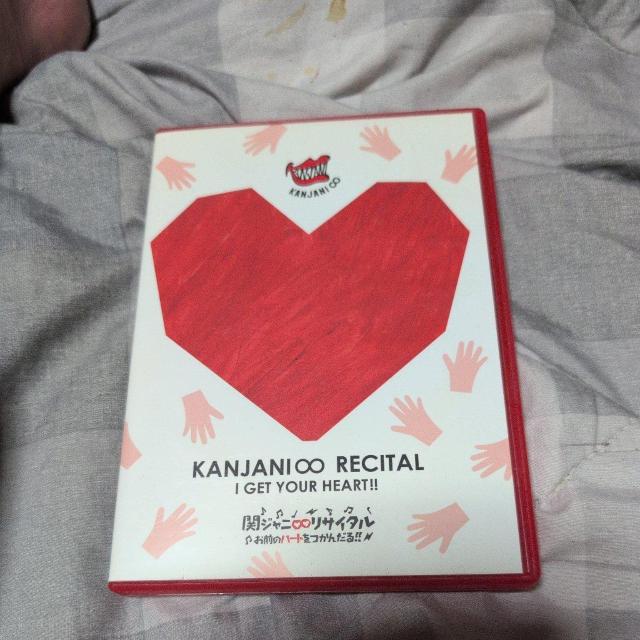 KANJANI∞
KANJANI∞ RECITAL
I GET YOUR HEART!!
関ジャニ∞リサイタル
お前のハートをつかんだる!!